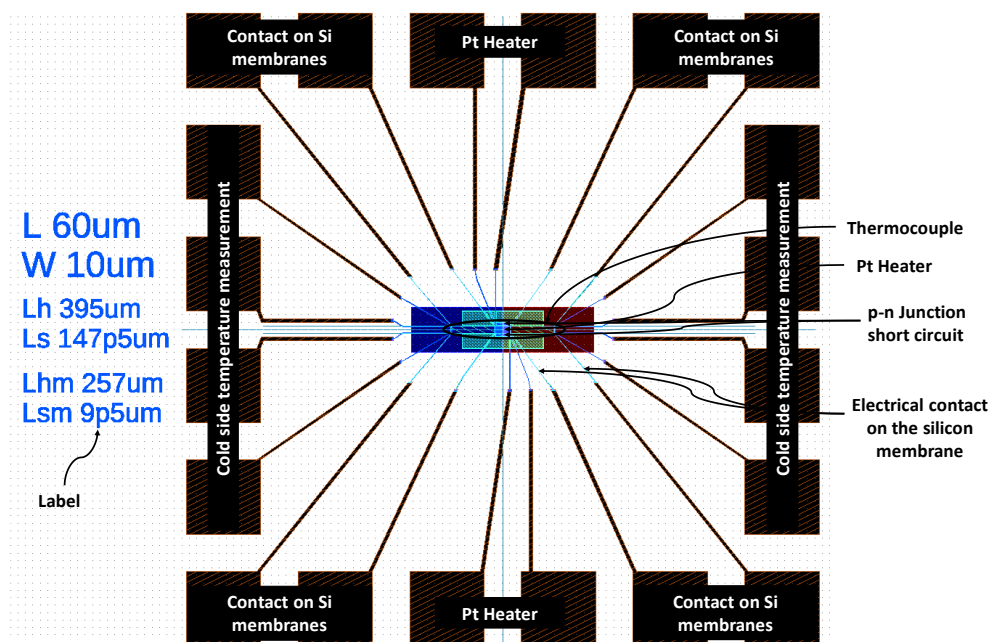 Contact on Si
membranes
Pt Heater
Contact on Si
membranes
Cold side temperature measurement
Cold side temperature measurement
L 60um
W 10um
Lh 395um
Ls 147p5um
Lhm 257um
Lsm 9p5um
Label
Thermocouple
Pt Heater
p-n Junction
short circuit
Electrical contact
on the silicon
membrane
Contact on Si
membranes
Pt Heater
Contact on Si
membranes